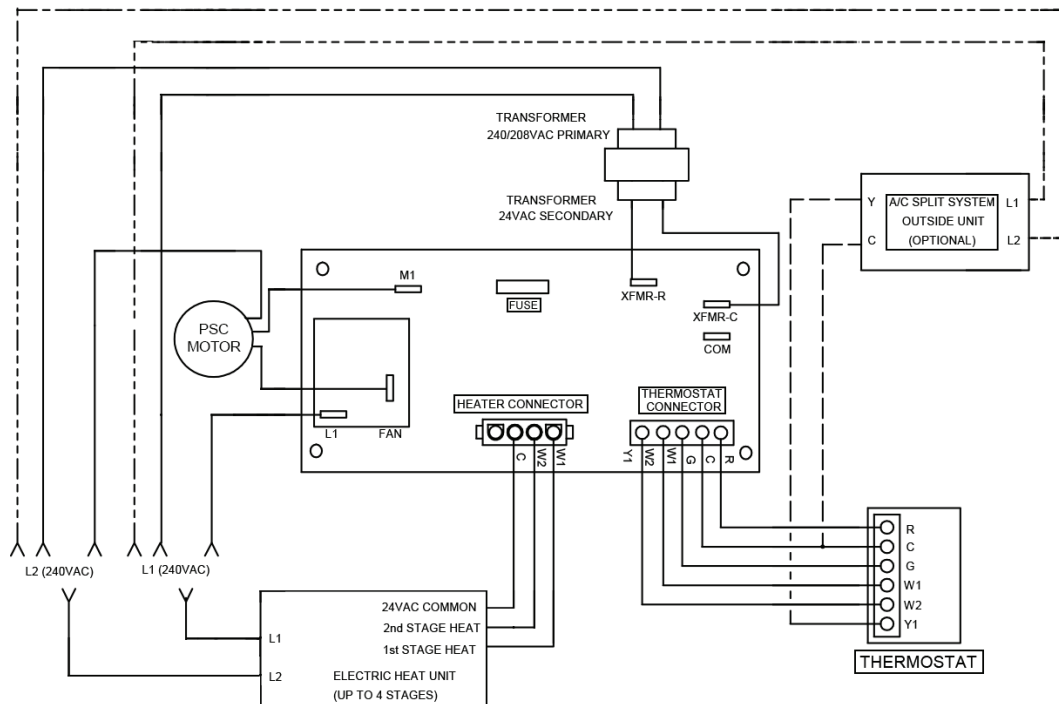 TRANSFORMER
240/208VAC PRIMARY
TRANSFORMER
24VAC SECONDARY
Y
A/C SPLIT SYSTEM
L1
OUTSIDE UNIT
C
(OPTIONAL)
L2
M1
FUSE
XFMR-R
XFMR-C
COM
PSC
MOTOR
L1
FAN
HEATER CONNECTOR
C
W2
W1
THERMOSTAT
CONNECTOR
Y1
W2
W1
G
C
R
R
C
G
W1
W2
Y1
THERMOSTAT
L2 (240VAC)
L1 (240VAC)
L1
L2
24VAC COMMON
2nd STAGE HEAT
1st STAGE HEAT
ELECTRIC HEAT UNIT
(UP TO 4 STAGES)